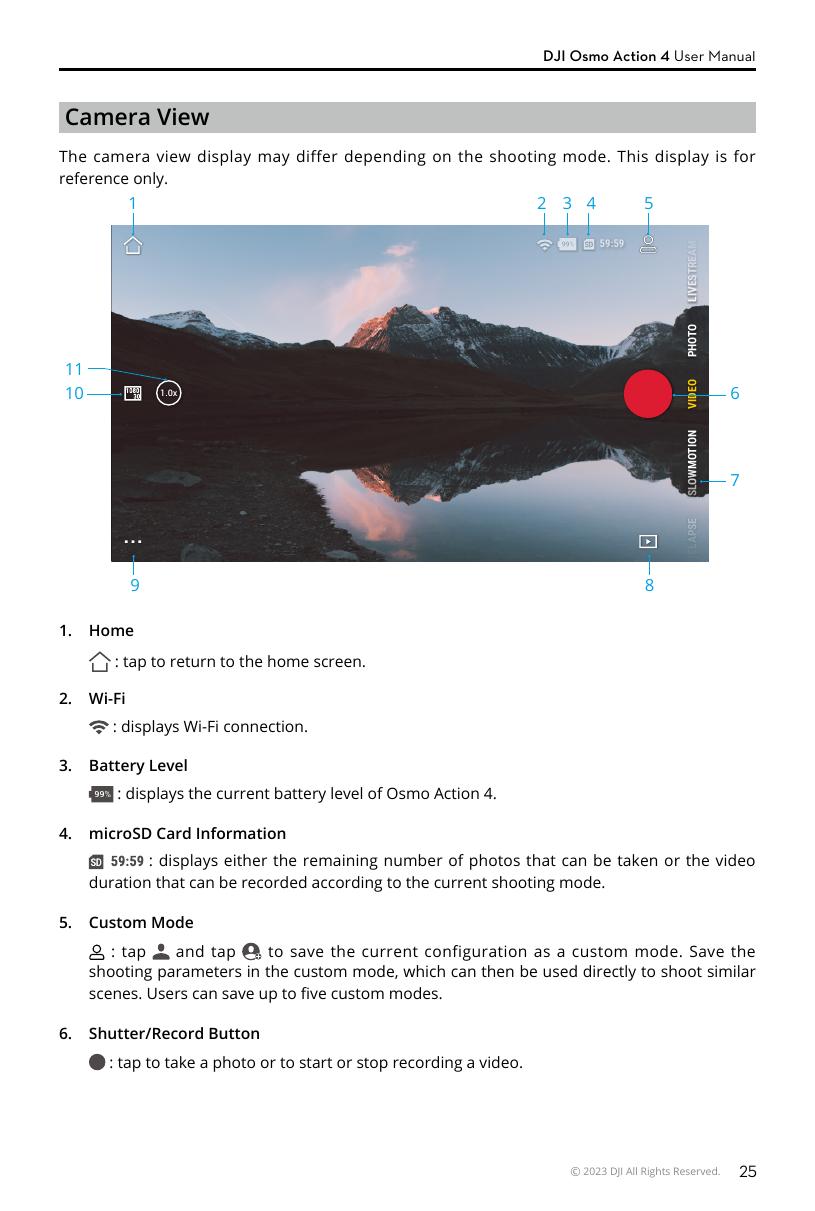 DJI Osmo Action 4 User Manual
Camera View
The camera view display may differ depending on the shooting mode. This display is for
reference only.
1 2 3 4 5
99% SD 59:59
LIVESTREAM
PHOTO
11
10 1080 30 1.0x
VIDEO 6
SLOWMOTION 7
...
ELAPSE
9 8
1. Home
: tap to return to the home screen.
2. Wi-Fi
: displays Wi-Fi connection.
3. Battery Level
99% : displays the current battery level of Osmo Action 4.
4. microSD Card Information
SD 59:59 : displays either the remaining number of photos that can be taken or the video
duration that can be recorded according to the current shooting mode.
5. Custom Mode
: tap and tap to save the current configuration as a custom mode. Save the
shooting parameters in the custom mode, which can then be used directly to shoot similar
scenes. Users can save up to five custom modes.
6. Shutter/Record Button
: tap to take a photo or to start or stop recording a video.
© 2023 DJI All Rights Reserved. 25